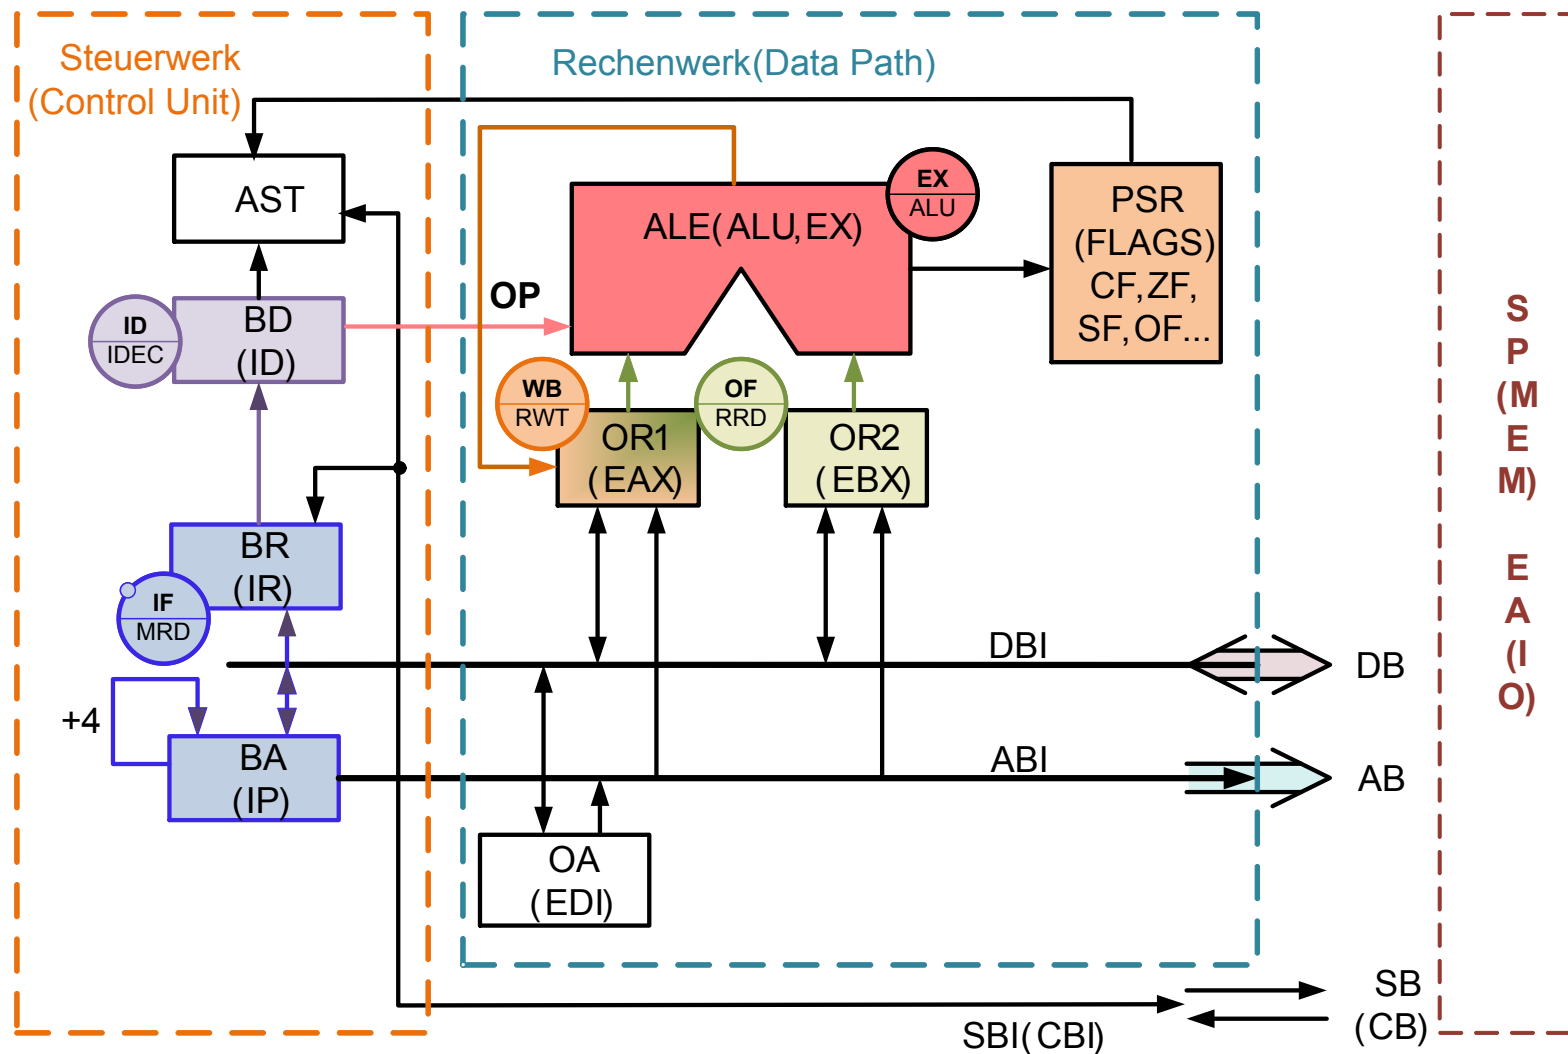 Steuerwerk
(Control Unit)
Rechenwerk(Data Path)
AST
ALE(ALU,EX)
EX
ALU
PSR
(FLAGS)
CF,ZF,
SF,OF...
OP
ID
IDEC
BD
(ID)
WB
RWT
OR1
(EAX)
OF
RRD
OR2
(EBX)
BR
(IR)
IF
MRD
DBI
DB
+4
BA
(IP)
ABI
AB
OA
(EDI)
SBI(CBI)
SB
(CB)
S
P
(M
E
M)
E
A
(I
O)